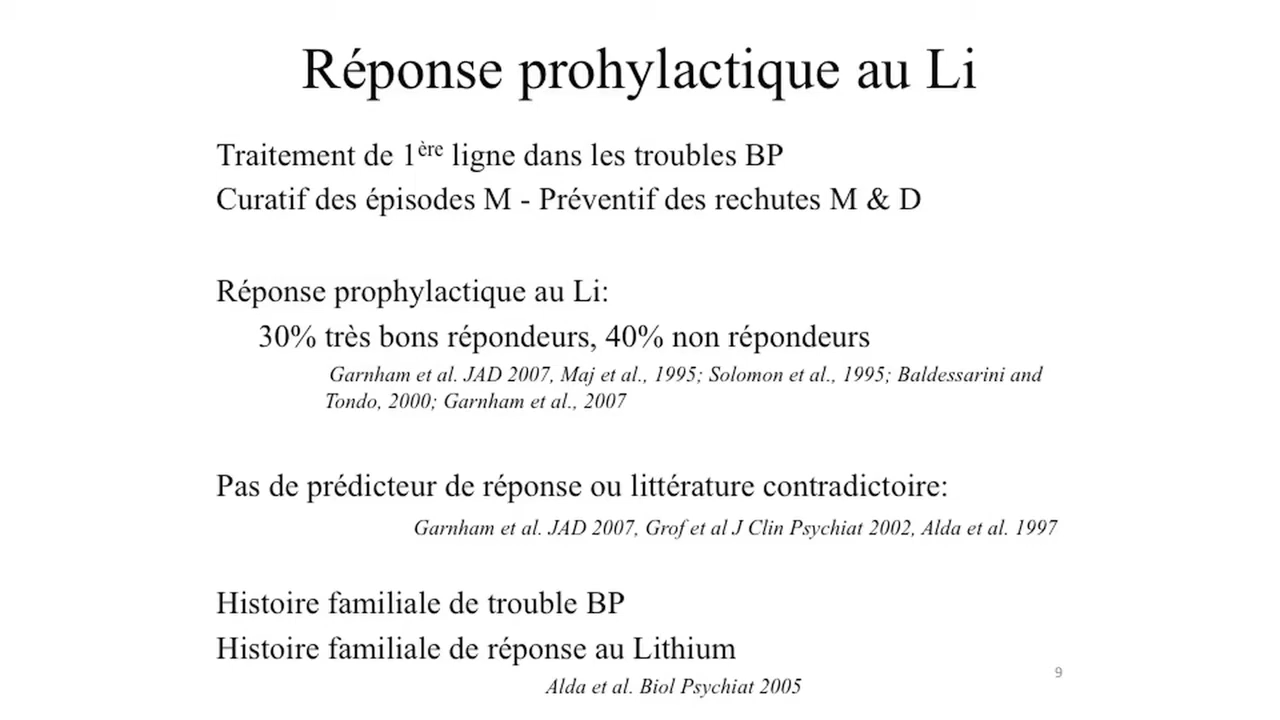 Réponse prohylactique au Li
Traitement de 1ère ligne dans les troubles BP
Curatif des épisodes M - Préventif des rechutes M & D
Réponse prophylactique au Li:
30% très bons répondeurs, 40% non répondeurs
Garnham et al. JAD 2007, Maj et al., 1995; Solomon et al., 1995; Baldessarini and
Tondo, 2000; Garnham et al., 2007
Pas de prédicteur de réponse ou littérature contradictoire:
Garnham et al. JAD 2007, Grof et al J Clin Psychiat 2002, Alda et al. 1997
Histoire familiale de trouble BP
Histoire familiale de réponse au Lithium
Alda et al. Biol Psychiat 2005
9